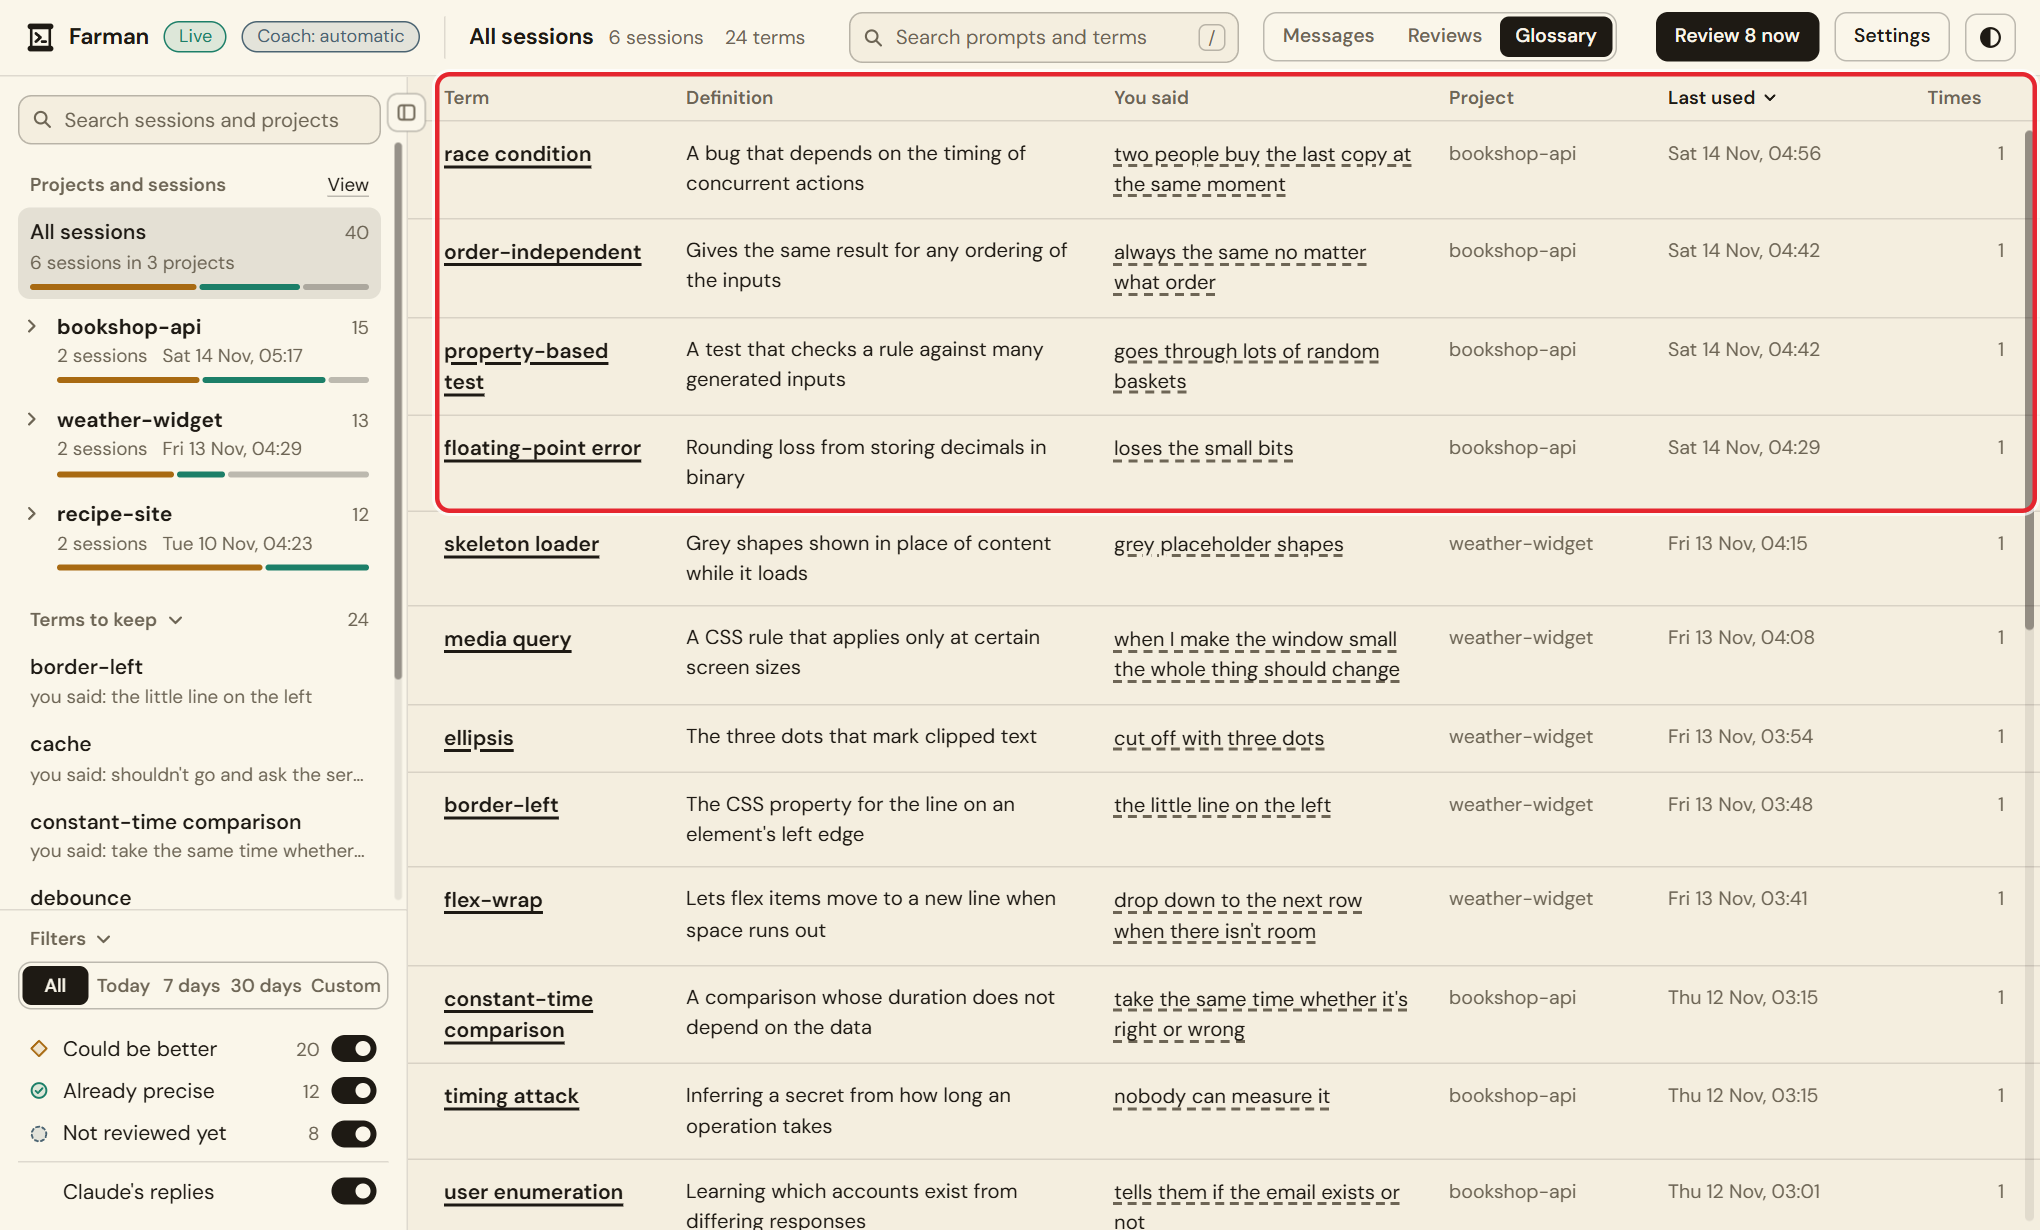 Farman
Live
Coach: automatic
All sessions 6 sessions 24 terms
Search prompts and terms /
Messages Reviews Glossary
Review 8 now
Settings
Search sessions and projects
Projects and sessions View
All sessions 40
6 sessions in 3 projects
bookshop-api 15
2 sessions Sat 14 Nov, 05:17
weather-widget 13
2 sessions Fri 13 Nov, 04:29
recipe-site 12
2 sessions Tue 10 Nov, 04:23
Terms to keep 24
border-left
you said: the little line on the left
cache
you said: shouldn't go and ask the ser...
constant-time comparison
you said: take the same time whether...
debounce
Filters
All Today 7 days 30 days Custom
Could be better 20
Already precise 12
Not reviewed yet 8
Claude's replies
Term Definition You said Project Last used Times
race condition A bug that depends on the timing of two people buy the last copy at bookshop-api Sat 14 Nov, 04:56 1
concurrent actions the same moment
order-independent Gives the same result for any ordering of always the same no matter bookshop-api Sat 14 Nov, 04:42 1
the inputs what order
property-based A test that checks a rule against many goes through lots of random bookshop-api Sat 14 Nov, 04:42 1
test generated inputs baskets
floating-point error Rounding loss from storing decimals in loses the small bits bookshop-api Sat 14 Nov, 04:29 1
binary
skeleton loader Grey shapes shown in place of content grey placeholder shapes weather-widget Fri 13 Nov, 04:15 1
while it loads
media query A CSS rule that applies only at certain when I make the window small weather-widget Fri 13 Nov, 04:08 1
screen sizes the whole thing should change
ellipsis The three dots that mark clipped text cut off with three dots weather-widget Fri 13 Nov, 03:54 1
border-left The CSS property for the line on an the little line on the left weather-widget Fri 13 Nov, 03:48 1
element's left edge
flex-wrap Lets flex items move to a new line when drop down to the next row weather-widget Fri 13 Nov, 03:41 1
space runs out when there isn't room
constant-time A comparison whose duration does not take the same time whether it's bookshop-api Thu 12 Nov, 03:15 1
comparison depend on the data right or wrong
timing attack Inferring a secret from how long an nobody can measure it bookshop-api Thu 12 Nov, 03:15 1
operation takes
user enumeration Learning which accounts exist from tells them if the email exists or bookshop-api Thu 12 Nov, 03:01 1
differing responses not